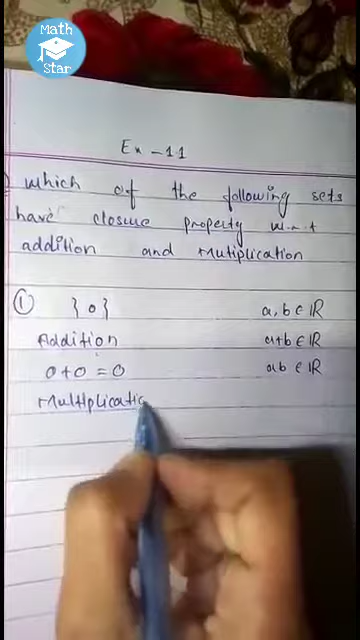 Math
Star
Ex - 1.1
which of the following sets
have closure property w.r.t
addition and Mutiplication
① {0} a, b ∈ ℝ
Addition a+b ∈ ℝ
0+0 = 0 ab ∈ ℝ
Multiplicatio